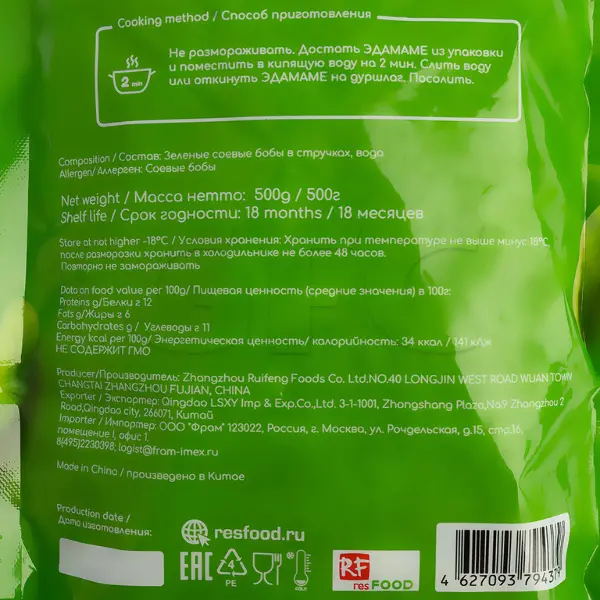 Cooking method / Способ приготовления
Не размораживать. Достать ЭДАМАМЕ из упаковки
и поместить в кипящую воду на 2 мин. Слить воду
или откинуть ЭДАМАМЕ на дуршлаг. Посолить.
2 min
Composition / Состав: Зеленые соевые бобы в стручках, вода
Allergen/ Аллерген: Соевые бобы
Net weight / Масса нетто: 500g / 500г
Shelf life / Срок годности: 18 months / 18 месяцев
Store at not higher -18°C / Условия хранения: Хранить при температуре не выше минус 18°C,
после разморозки хранить в холодильнике не более 48 часов.
Повторно не замораживать
Data on food value per 100g/ Пищевая ценность (средние значения) в 100г:
Proteins g/Белки г 12
Fats g/Жиры г 6
Carbohydrates g / Углеводы г 11
Energy kcal per 100g/ Энергетическая ценность/ калорийность: 34 ккал / 141 кДж
НЕ СОДЕРЖИТ ГМО
Producer/Производитель: Zhangzhou Ruifeng Foods Co. Ltd.NO.40 LONGJIN WEST ROAD WUAN TOWN
CHANGTAI ZHANGZHOU FUJIAN, CHINA
Exporter / Экспортер: Qingdao LSXY Imp & Exp.Co.,Ltd. 3-1-1001, Zhongshang Plaza,No9 Zhangzhou 2
Road,Qingdao city, 266071, Китай
Importer / Импортер: ООО "Фрам" 123022, Россия, г. Москва, ул. Рочдельская, д.15, стр.16,
помещение I, офис 1.
8(495)2230398; logist@fram-imex.ru
Made in China / произведено в Китае
Production date /
Дата изготовления:
resfood.ru
EAC 4 PE
RF
resFOOD
4 627093 794379